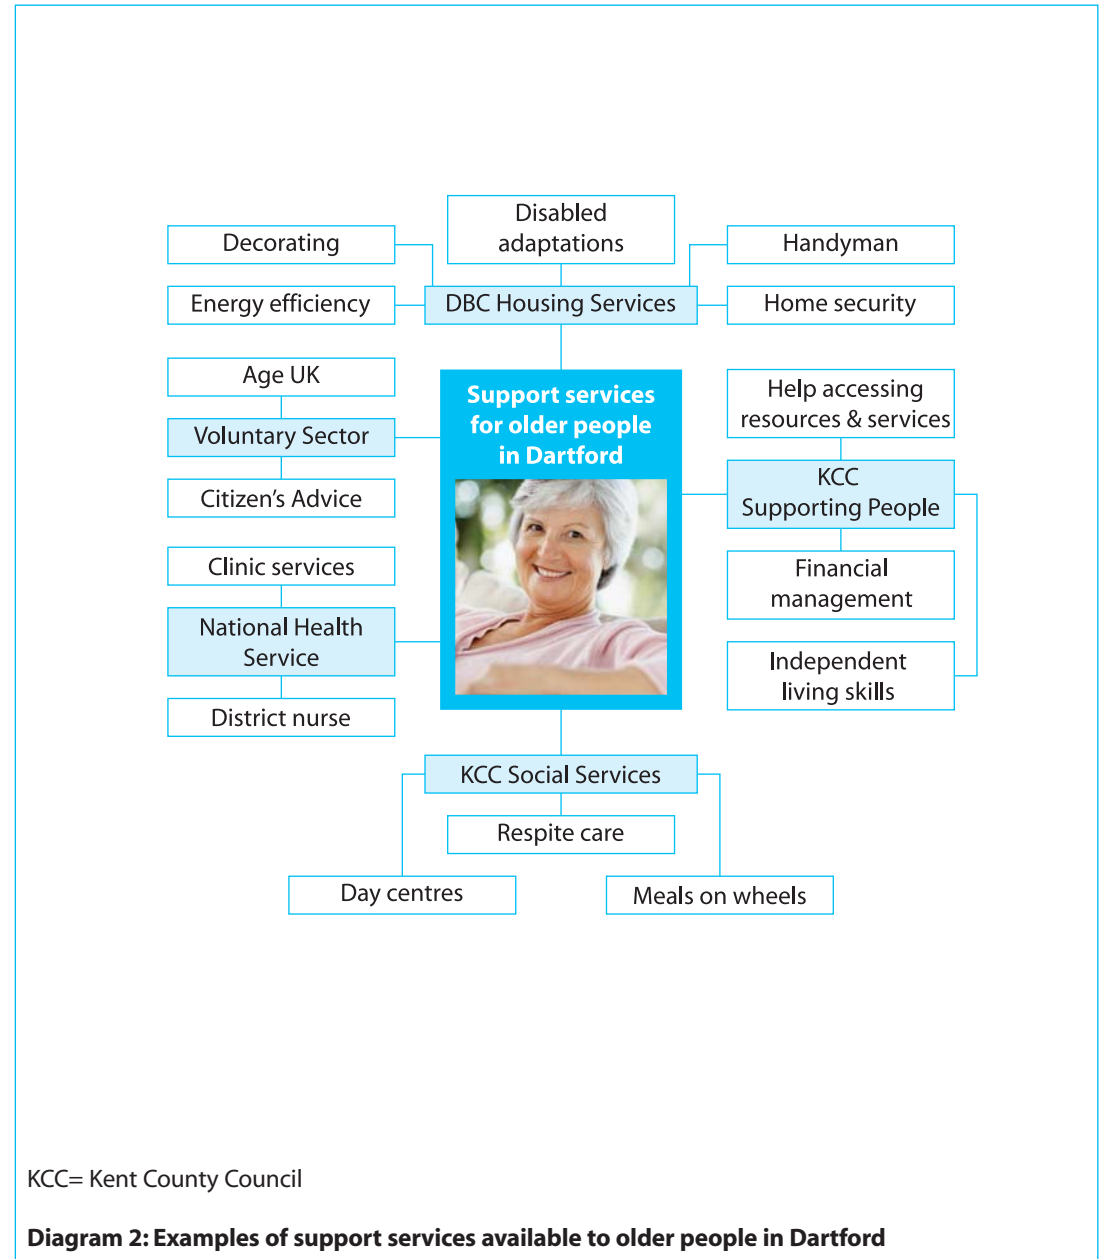 Disabled
adaptations
Decorating
Handyman
Energy efficiency
DBC Housing Services
Home security
Age UK
Voluntary Sector
Citizen’s Advice
Support services
for older people
in Dartford
Help accessing
resources & services
KCC
Supporting People
Financial
management
Independent
living skills
Clinic services
National Health
Service
District nurse
KCC Social Services
Respite care
Day centres
Meals on wheels
KCC= Kent County Council
Diagram 2: Examples of support services available to older people in Dartford